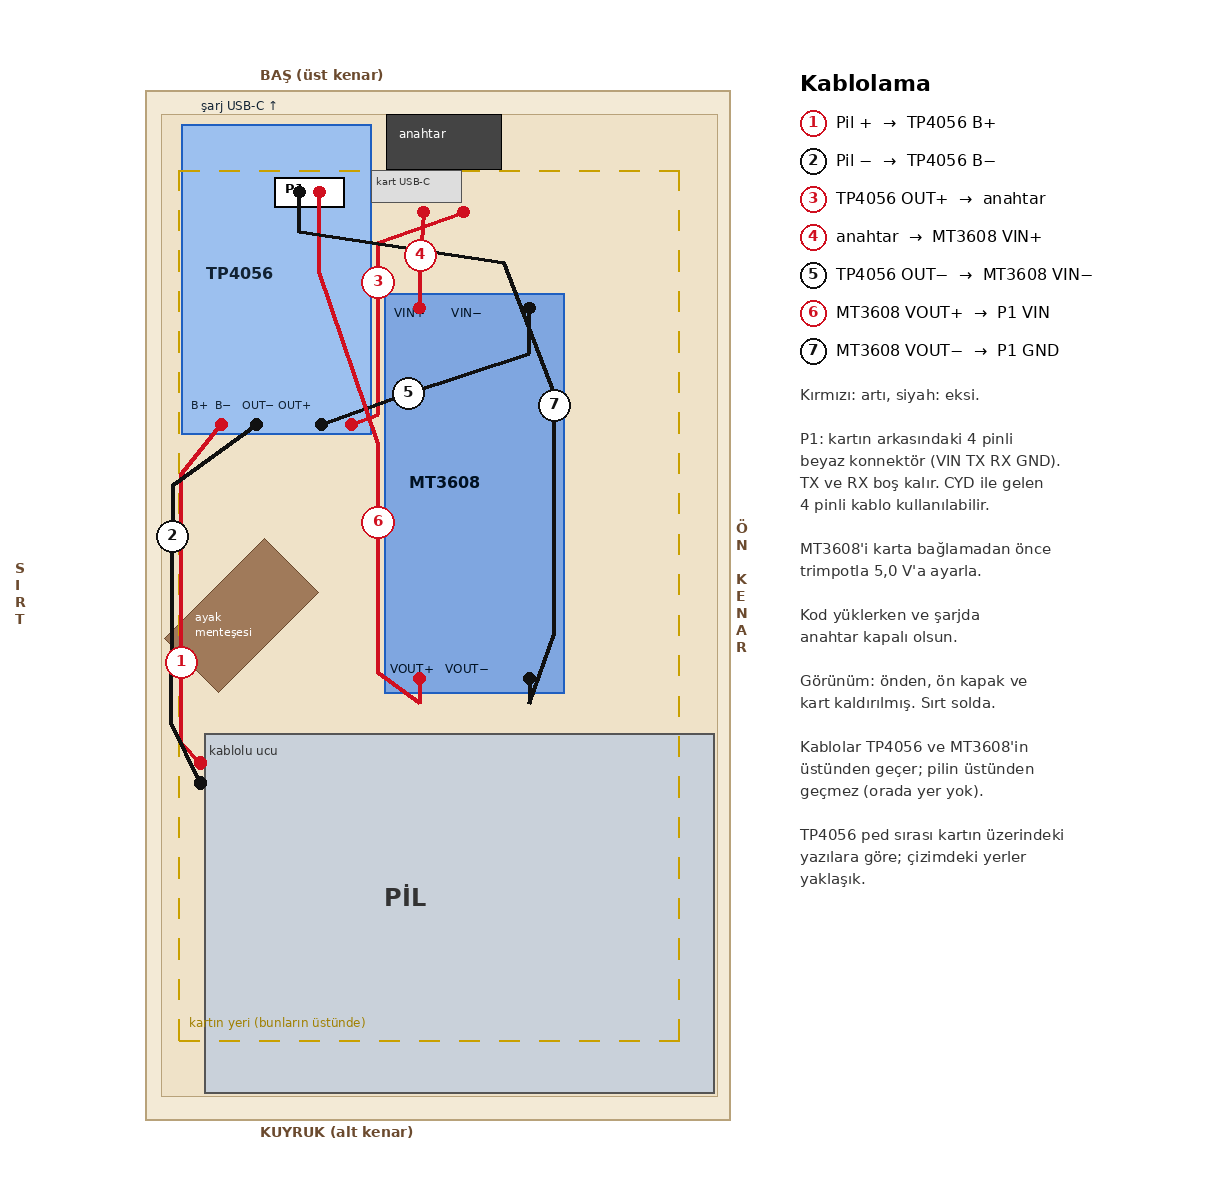 BAŞ (üst kenar)
şarj USB-C ↑
anahtar
kart USB-C
P1
TP4056
3
4
VIN+ VIN−
B+ B− OUT− OUT+
5
7
MT3608
6
2
ayak
menteşesi
1
VOUT+ VOUT−
kablolu ucu
PİL
kartın yeri (bunların üstünde)
KUYRUK (alt kenar)
S
I
R
T
Ö
N
K
E
N
A
R
Kablolama
1 Pil + → TP4056 B+
2 Pil − → TP4056 B−
3 TP4056 OUT+ → anahtar
4 anahtar → MT3608 VIN+
5 TP4056 OUT− → MT3608 VIN−
6 MT3608 VOUT+ → P1 VIN
7 MT3608 VOUT− → P1 GND
Kırmızı: artı, siyah: eksi.
P1: kartın arkasındaki 4 pinli
beyaz konnektör (VIN TX RX GND).
TX ve RX boş kalır. CYD ile gelen
4 pinli kablo kullanılabilir.
MT3608'i karta bağlamadan önce
trimpotla 5,0 V'a ayarla.
Kod yüklerken ve şarjda
anahtar kapalı olsun.
Görünüm: önden, ön kapak ve
kart kaldırılmış. Sırt solda.
Kablolar TP4056 ve MT3608'in
üstünden geçer; pilin üstünden
geçmez (orada yer yok).
TP4056 ped sırası kartın üzerindeki
yazılara göre; çizimdeki yerler
yaklaşık.